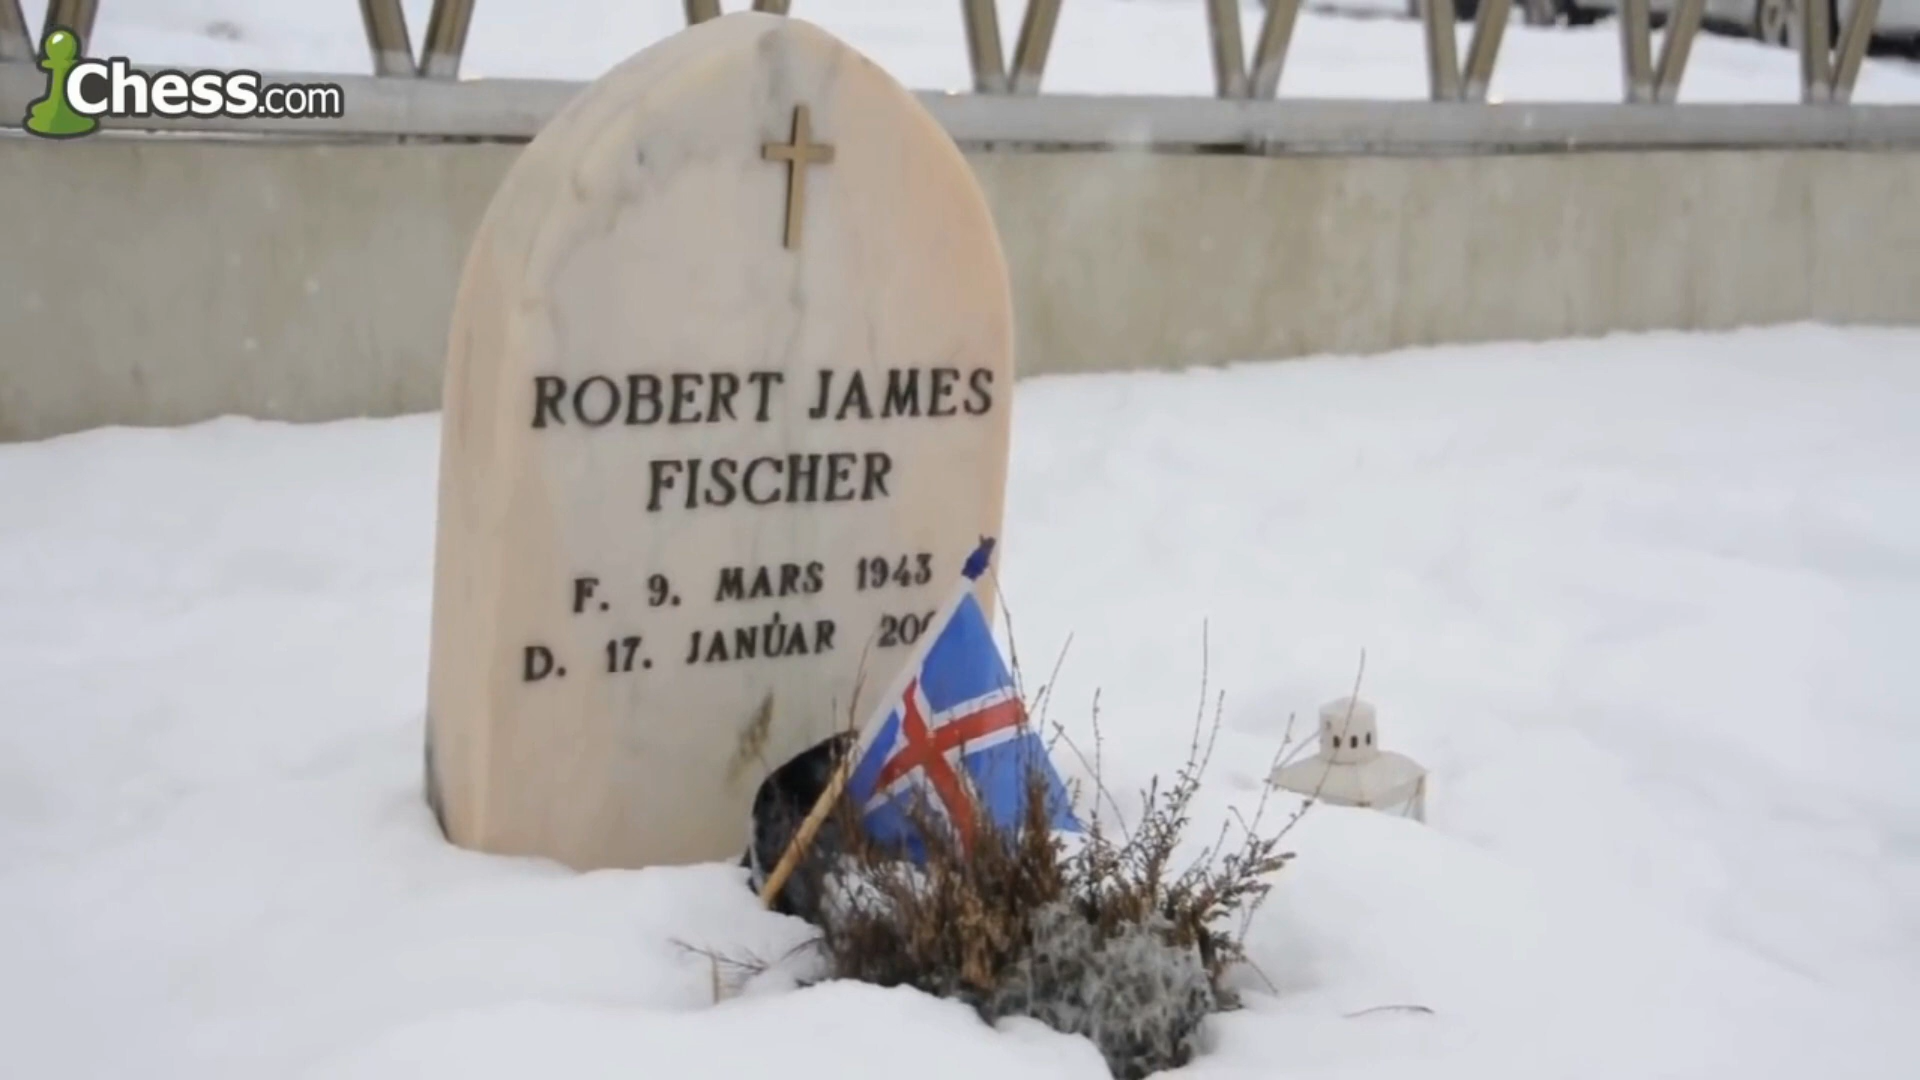 Chess.com
ROBERT JAMES
FISCHER
F. 9. MARS 1943
D. 17. JANÚAR